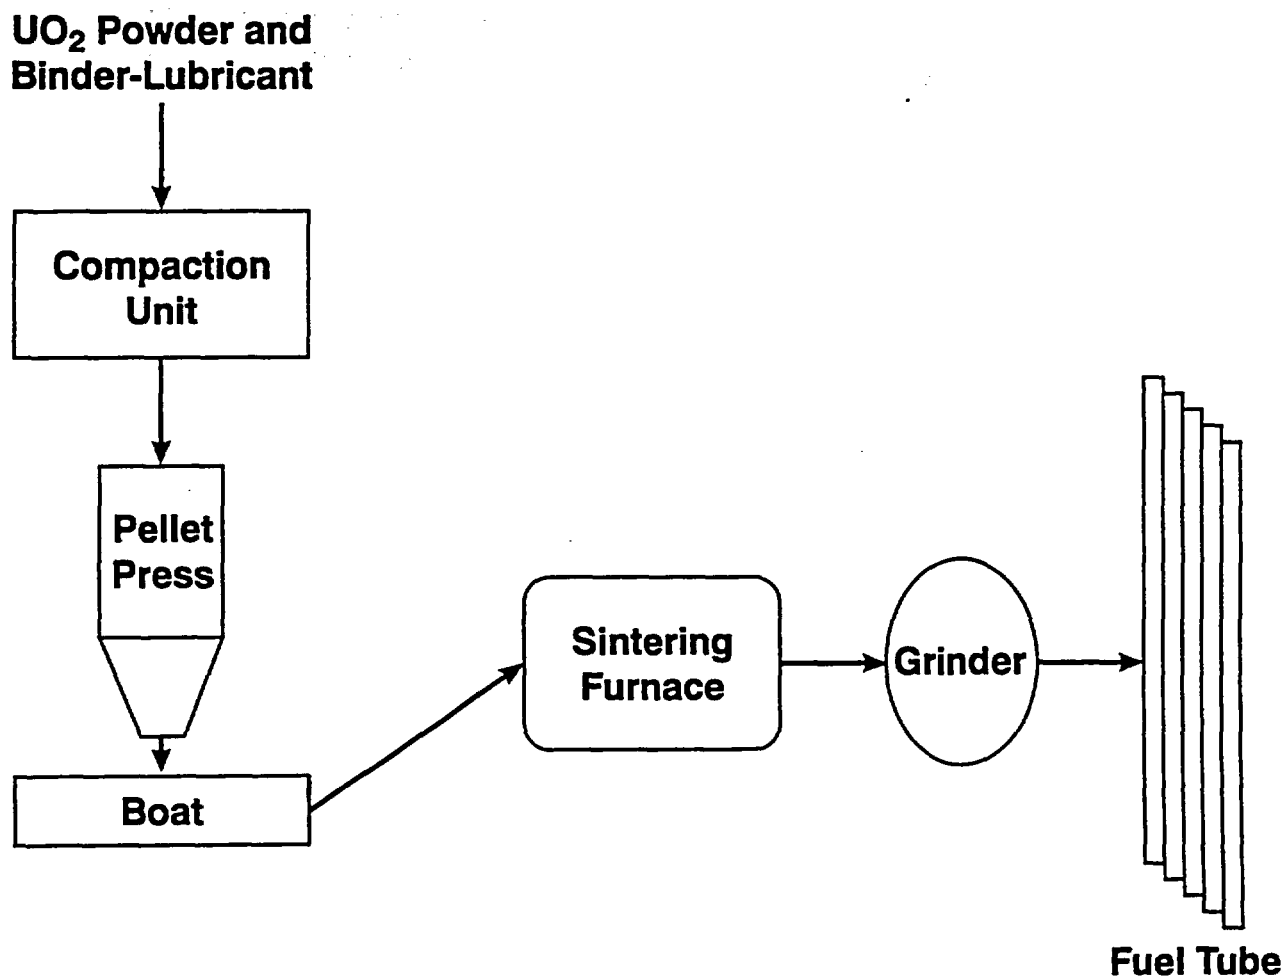 UO₂ Powder and
Binder-Lubricant
Compaction
Unit
Pellet
Press
Boat
Sintering
Furnace
Grinder
Fuel Tube